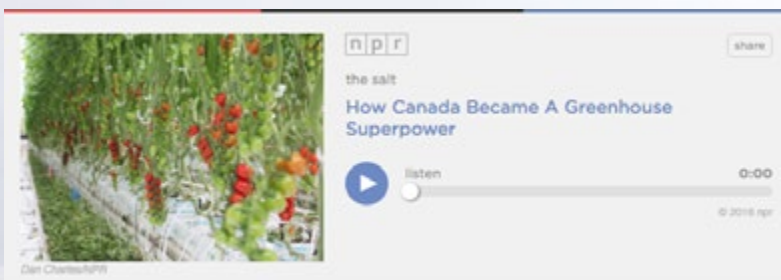 npr
share
the salt
How Canada Became A Greenhouse
Superpower
listen
0:00
© 2016 npr
Dan Charles/NPR